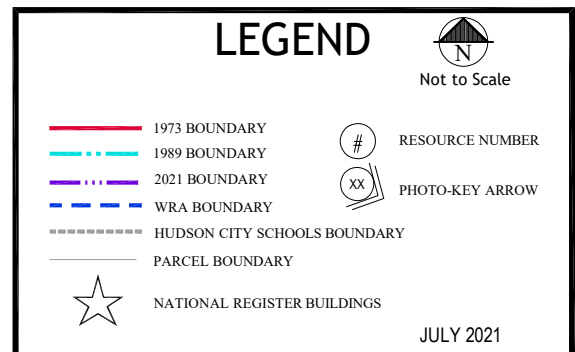 LEGEND
N
Not to Scale
1973 BOUNDARY
1989 BOUNDARY
2021 BOUNDARY
WRA BOUNDARY
HUDSON CITY SCHOOLS BOUNDARY
PARCEL BOUNDARY
NATIONAL REGISTER BUILDINGS
# RESOURCE NUMBER
XX PHOTO-KEY ARROW
JULY 2021